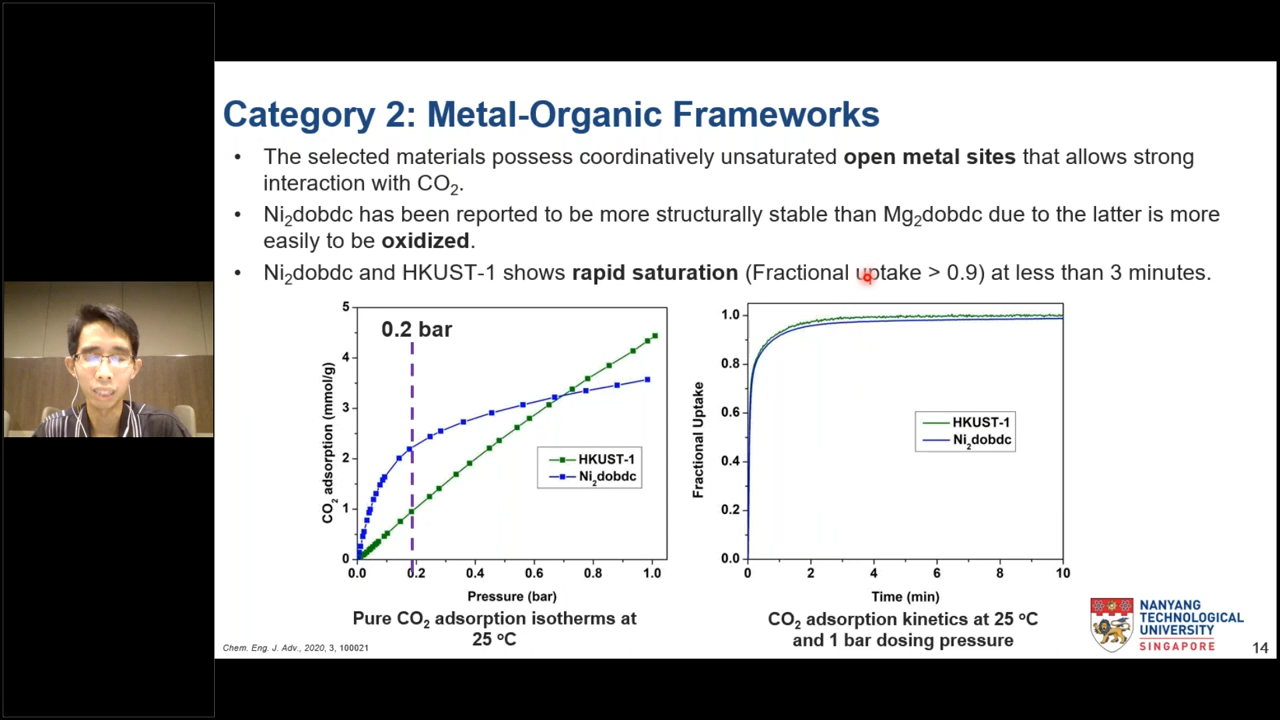 Category 2: Metal-Organic Frameworks
• The selected materials possess coordinatively unsaturated open metal sites that allows strong
interaction with CO₂.
• Ni₂dobdc has been reported to be more structurally stable than Mg₂dobdc due to the latter is more
easily to be oxidized.
• Ni₂dobdc and HKUST-1 shows rapid saturation (Fractional uptake > 0.9) at less than 3 minutes.
5
4
3
2
1
0
CO₂ adsorption (mmol/g)
0.2 bar
HKUST-1
Ni₂dobdc
0.0 0.2 0.4 0.6 0.8 1.0
Pressure (bar)
Pure CO₂ adsorption isotherms at
25 ºC
1.0
0.8
0.6
0.4
0.2
0.0
Fractional Uptake
HKUST-1
Ni₂dobdc
0 2 4 6 8 10
Time (min)
CO₂ adsorption kinetics at 25 ºC
and 1 bar dosing pressure
Chem. Eng. J. Adv., 2020, 3, 100021
NANYANG
TECHNOLOGICAL
UNIVERSITY
SINGAPORE
14